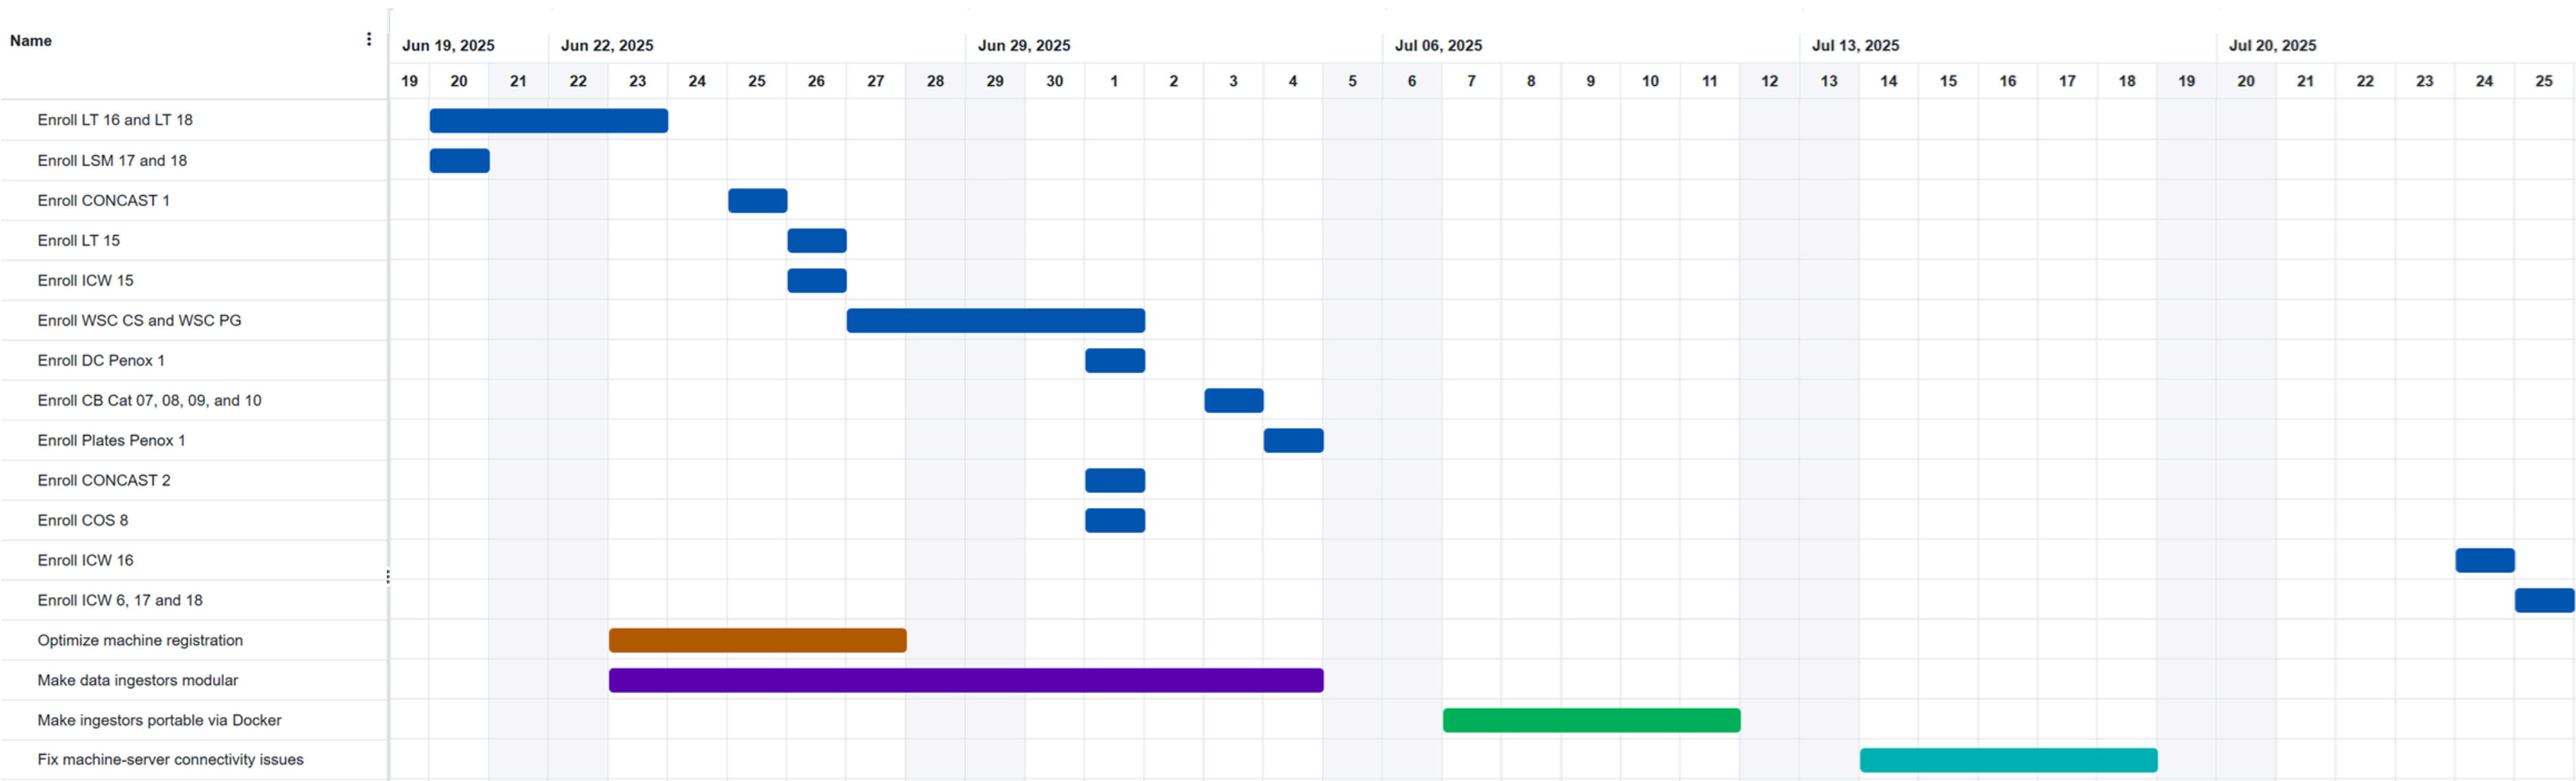 Name
Jun 19, 2025 Jun 22, 2025 Jun 29, 2025 Jul 06, 2025 Jul 13, 2025 Jul 20, 2025
19 20 21 22 23 24 25 26 27 28 29 30 1 2 3 4 5 6 7 8 9 10 11 12 13 14 15 16 17 18 19 20 21 22 23 24 25
Enroll LT 16 and LT 18
Enroll LSM 17 and 18
Enroll CONCAST 1
Enroll LT 15
Enroll ICW 15
Enroll WSC CS and WSC PG
Enroll DC Penox 1
Enroll CB Cat 07, 08, 09, and 10
Enroll Plates Penox 1
Enroll CONCAST 2
Enroll COS 8
Enroll ICW 16
Enroll ICW 6, 17 and 18
Optimize machine registration
Make data ingestors modular
Make ingestors portable via Docker
Fix machine-server connectivity issues